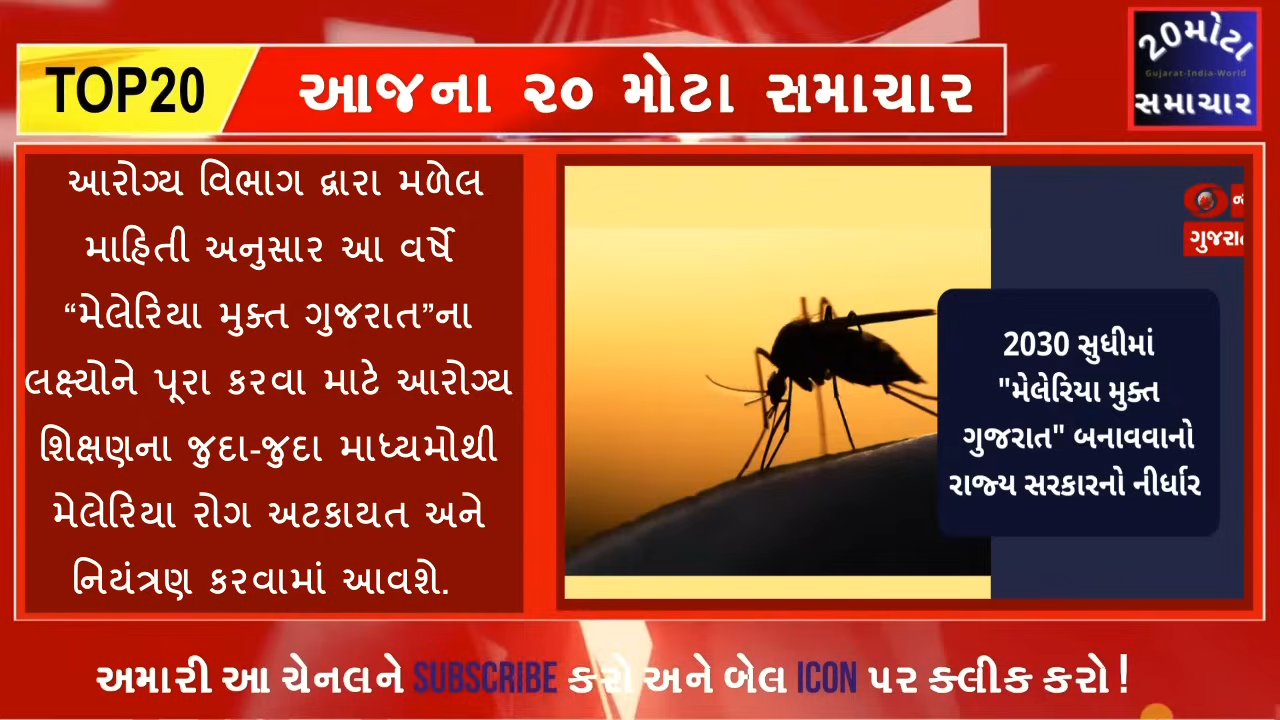 TOP20
આજના ૨૦ મોટા સમાચાર
20મોટા
Gujarat-India-World
સમાચાર
આરોગ્ય વિભાગ દ્વારા મળેલ
માહિતી અનુસાર આ વર્ષે
“મેલેરિયા મુક્ત ગુજરાત”ના
લક્ષ્યોને પૂરા કરવા માટે આરોગ્ય
શિક્ષણના જુદા-જુદા માધ્યમોથી
મેલેરિયા રોગ અટકાયત અને
નિયંત્રણ કરવામાં આવશે.
2030 સુધીમાં
"મેલેરિયા મુક્ત
ગુજરાત" બનાવવાનો
રાજ્ય સરકારનો નીર્ધાર
અમારી આ ચેનલને SUBSCRIBE કરો અને બેલ ICON પર ક્લીક કરો !